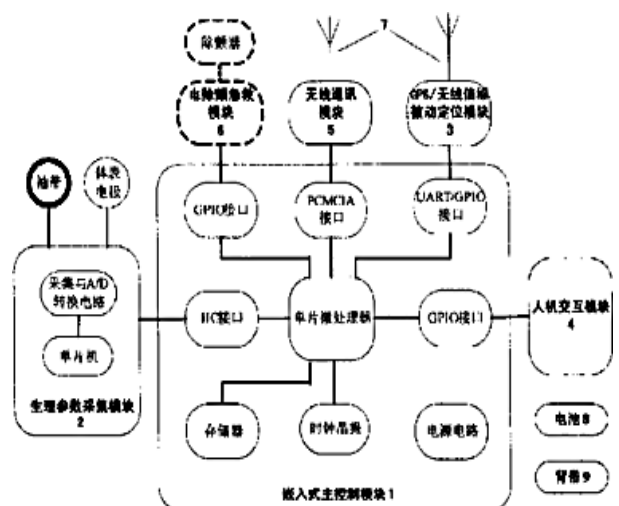 7
除颤器
电除颤急救
模块
6
无线通讯
模块
5
GPS/无线信标
被动定位模块
3
袖带
体表
电极
GPIO接口
PCMCIA
接口
UART/GPIO
接口
采集与A/D
转换电路
单片机
生理参数采集模块
2
IIC接口
单片微处理器
GPIO接口
人机交互模块
4
存储器
时钟晶振
电源电路
电池8
背带9
嵌入式主控制模块1